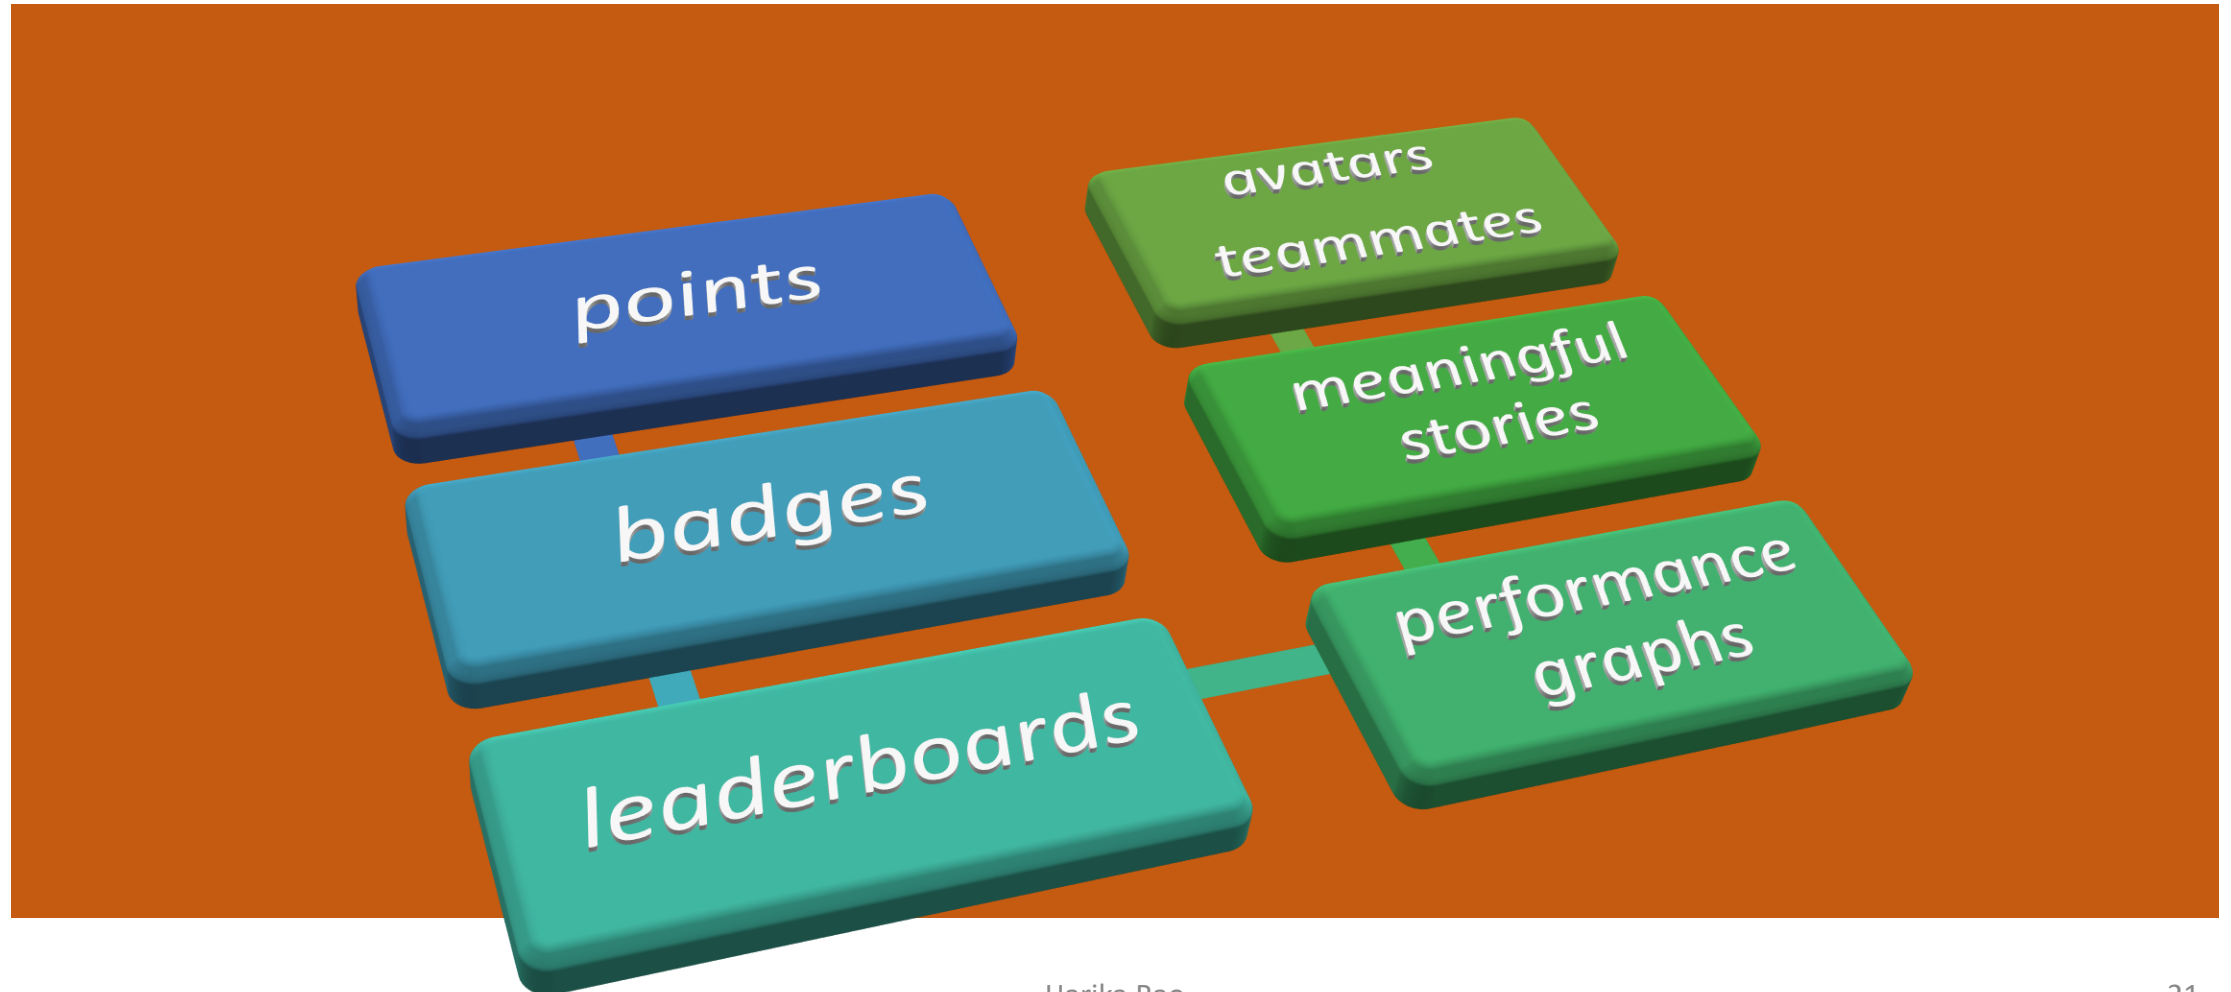 points
badges
leaderboards
performance
graphs
meaningful
stories
avatars
teammates